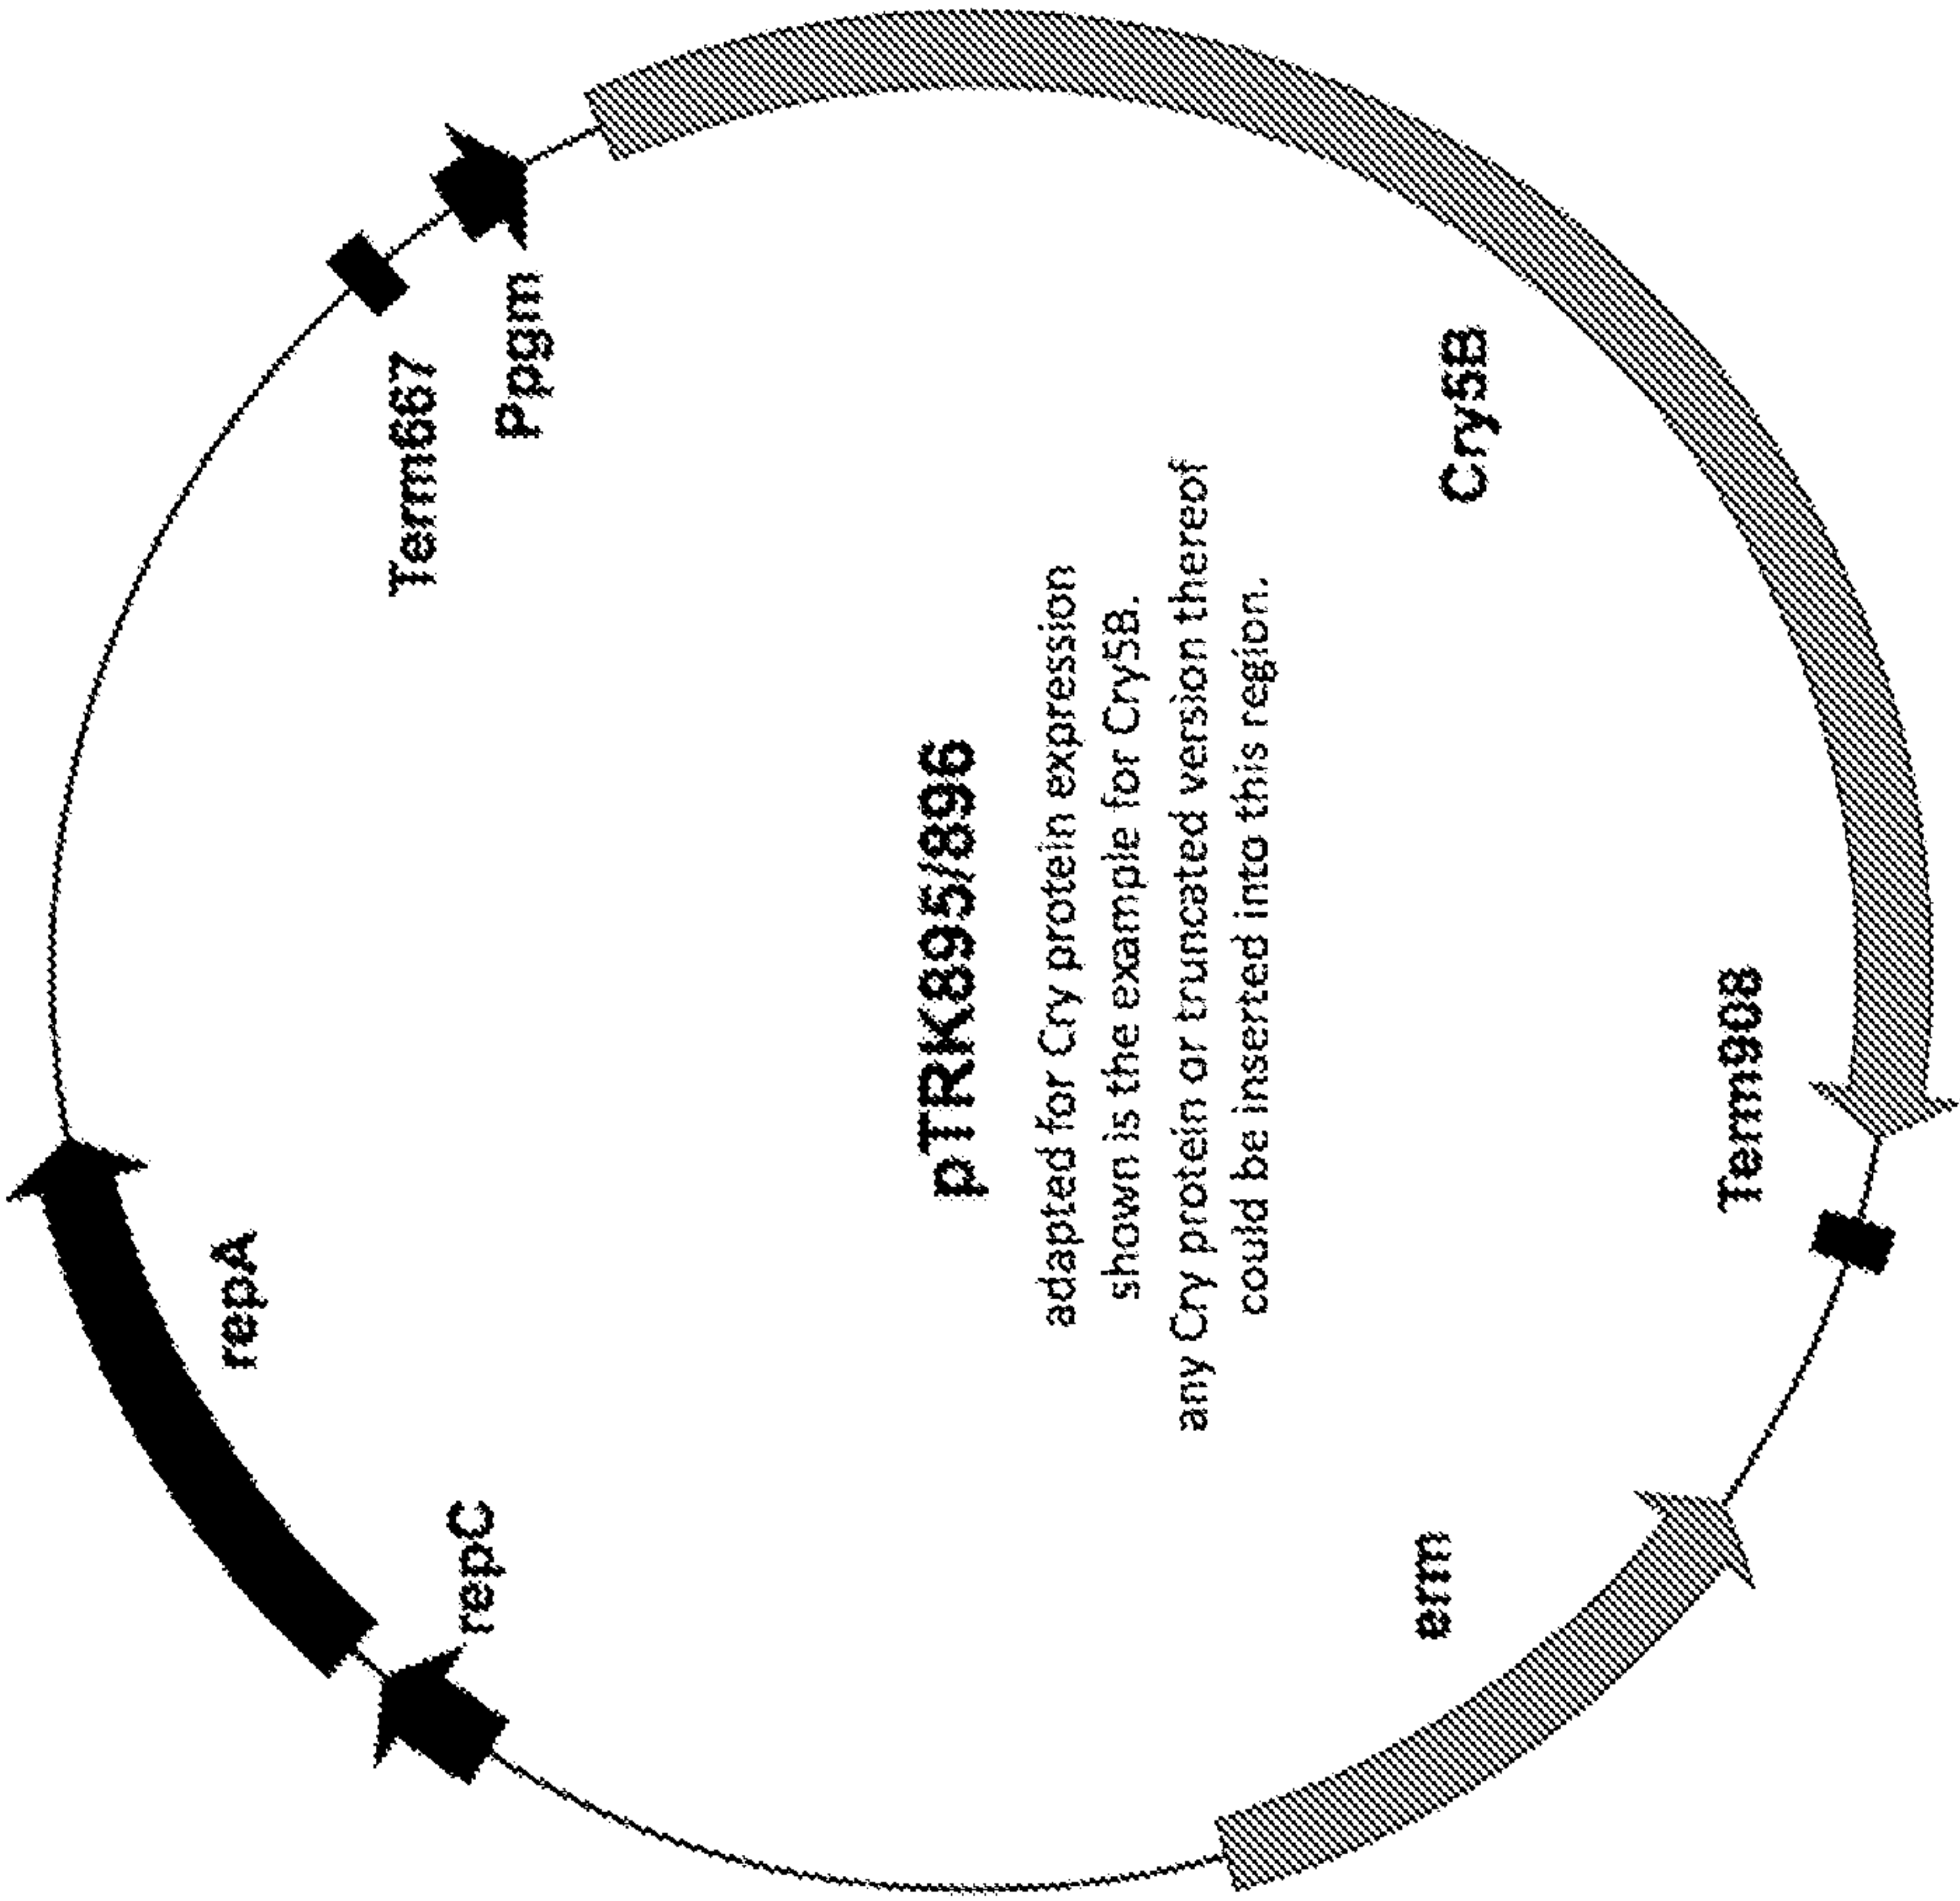 repA
Term667
repC
Ppgm
pTRK895/896
adapted for Cry protein expression
shown is the example for Cry5B.
any Cry protein or truncated version thereof
could be inserted into this region.
erm
Cry5B
Term908